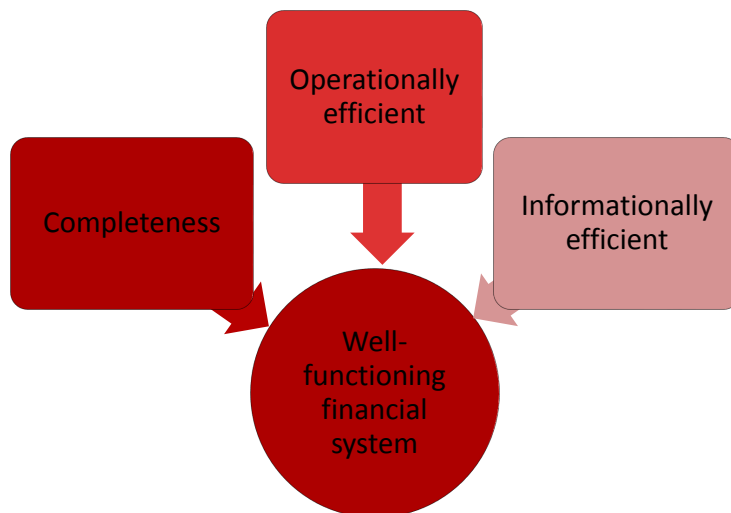 Operationally
efficient
Completeness
Informationally
efficient
Well-
functioning
financial
system